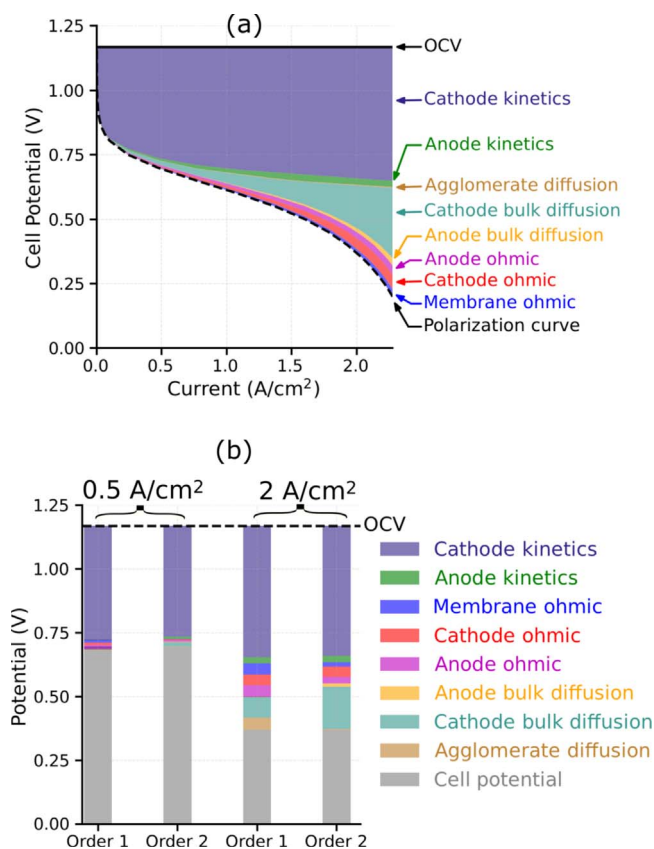 (a)
1.25
1.00
0.75
0.50
0.25
0.00
Cell Potential (V)
0.0 0.5 1.0 1.5 2.0
Current (A/cm²)
OCV
Cathode kinetics
Anode kinetics
Agglomerate diffusion
Cathode bulk diffusion
Anode bulk diffusion
Anode ohmic
Cathode ohmic
Membrane ohmic
Polarization curve
(b)
0.5 A/cm² 2 A/cm²
1.25
1.00
0.75
0.50
0.25
0.00
Potential (V)
OCV
Order 1 Order 2 Order 1 Order 2
Cathode kinetics
Anode kinetics
Membrane ohmic
Cathode ohmic
Anode ohmic
Anode bulk diffusion
Cathode bulk diffusion
Agglomerate diffusion
Cell potential